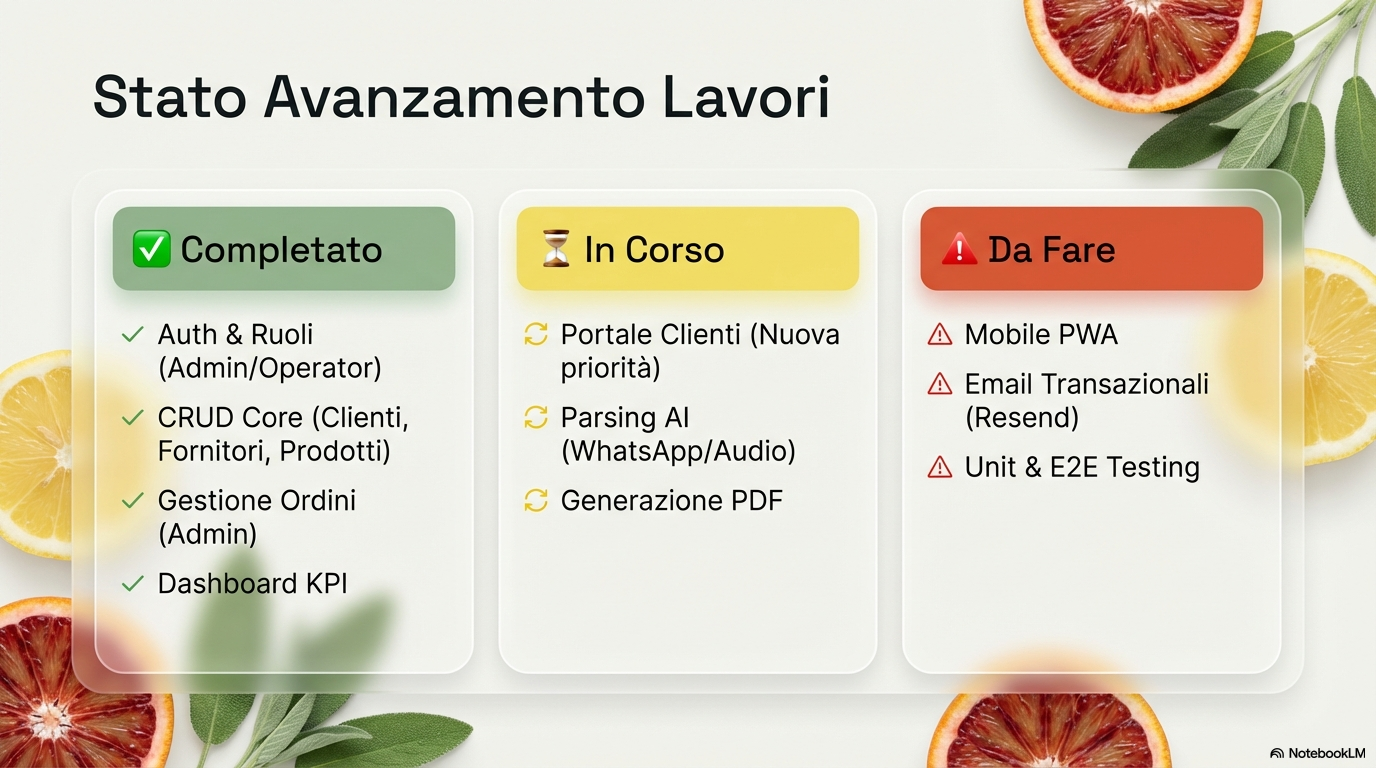 Stato Avanzamento Lavori
✅ Completato
Auth & Ruoli
(Admin/Operator)
CRUD Core (Clienti,
Fornitori, Prodotti)
Gestione Ordini
(Admin)
Dashboard KPI
⏳ In Corso
Portale Clienti (Nuova
priorità)
Parsing AI
(WhatsApp/Audio)
Generazione PDF
Da Fare
Mobile PWA
Email Transazionali
(Resend)
Unit & E2E Testing
NotebookLM